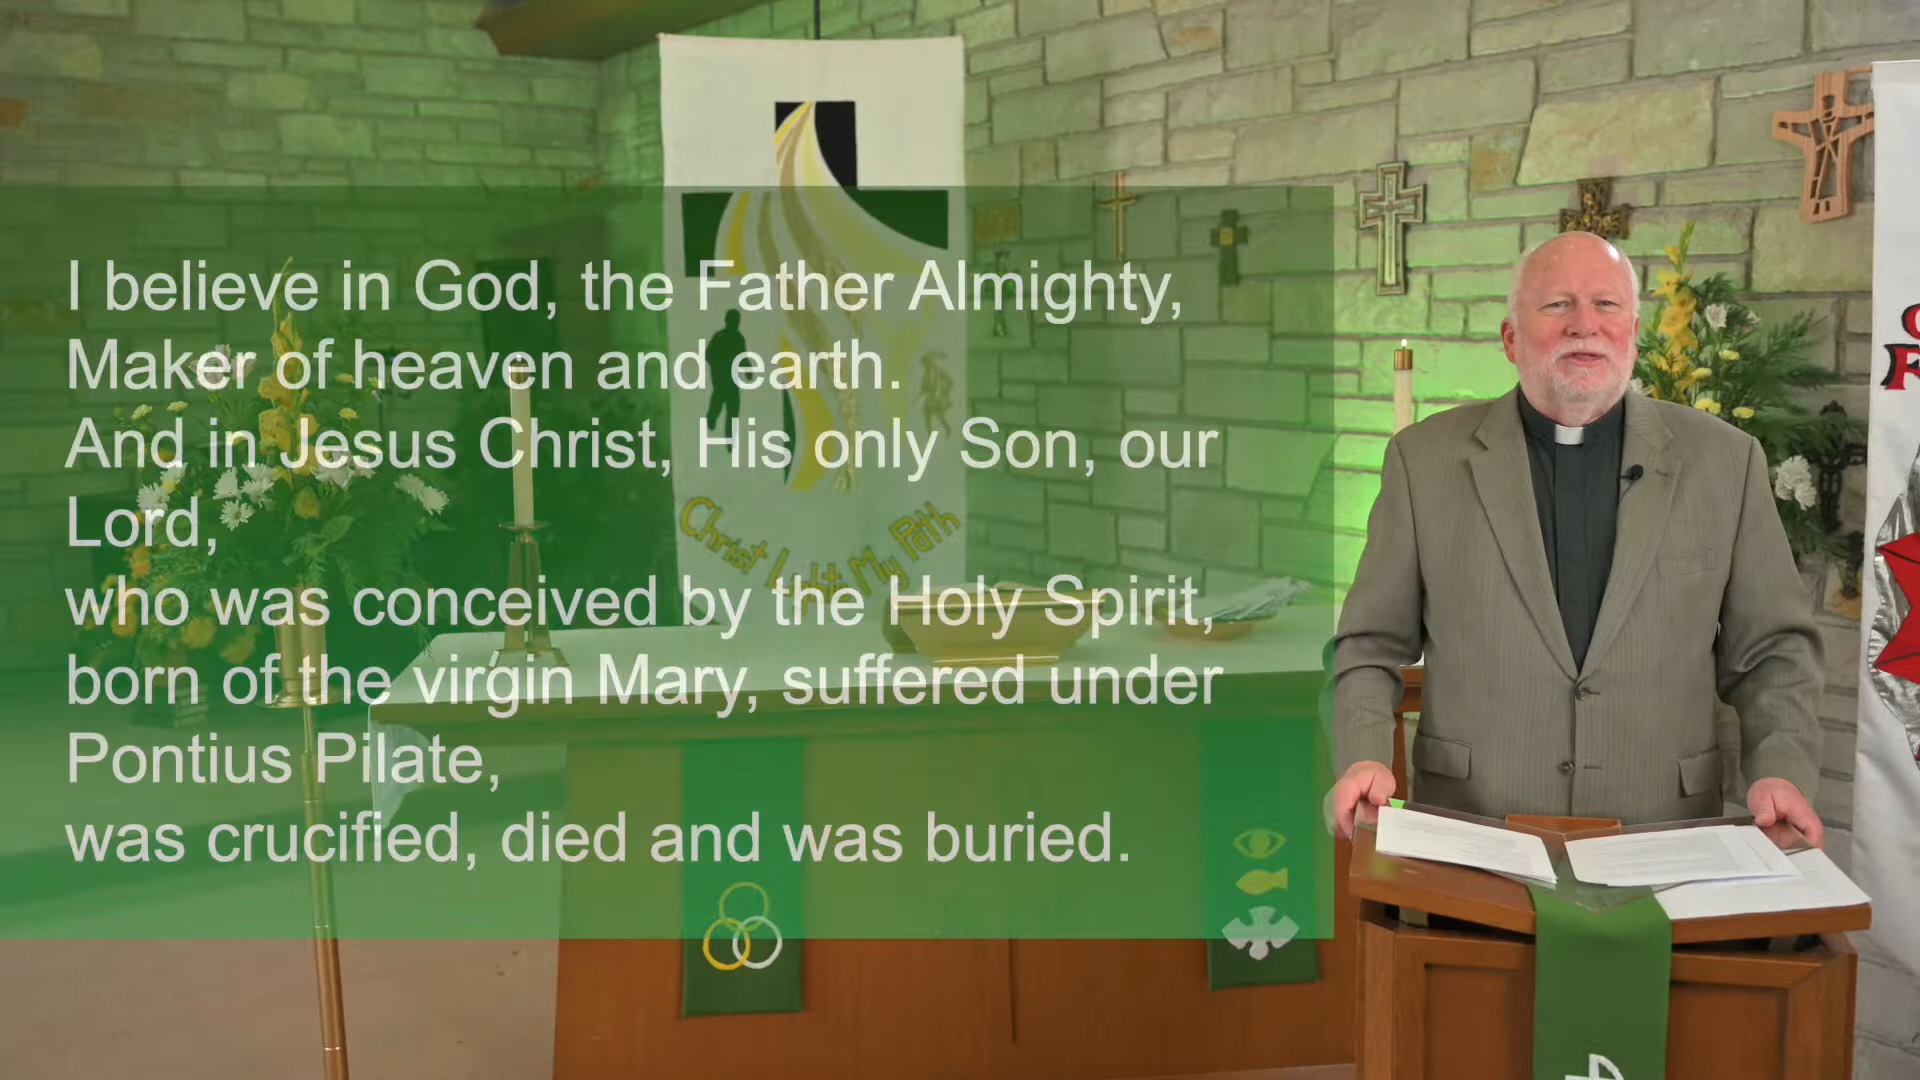 I believe in God, the Father Almighty,
Maker of heaven and earth.
And in Jesus Christ, His only Son, our
Lord,
who was conceived by the Holy Spirit,
born of the virgin Mary, suffered under
Pontius Pilate,
was crucified, died and was buried.
Christ Light My Path